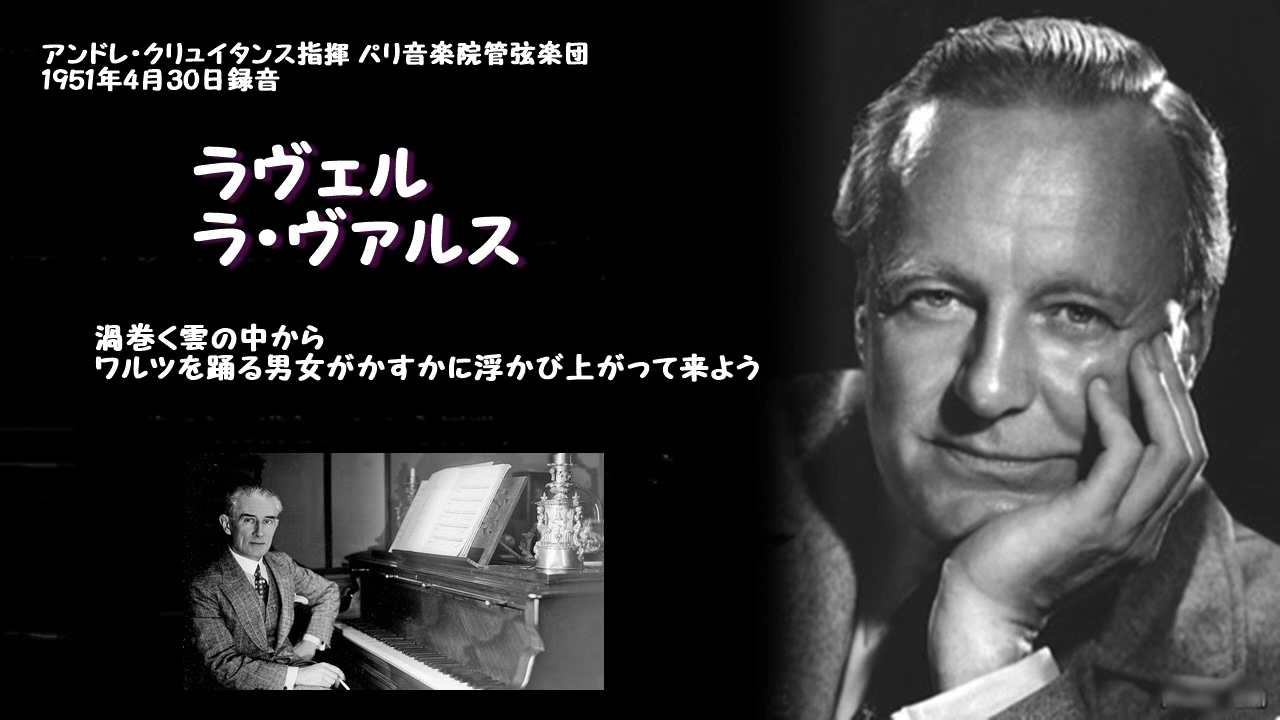 アンドレ・クリュイタンス指揮 パリ音楽院管弦楽団
1951年4月30日録音
ラヴェル
ラ・ヴァルス
渦巻く雲の中から
ワルツを踊る男女がかすかに浮かび上がって来よう